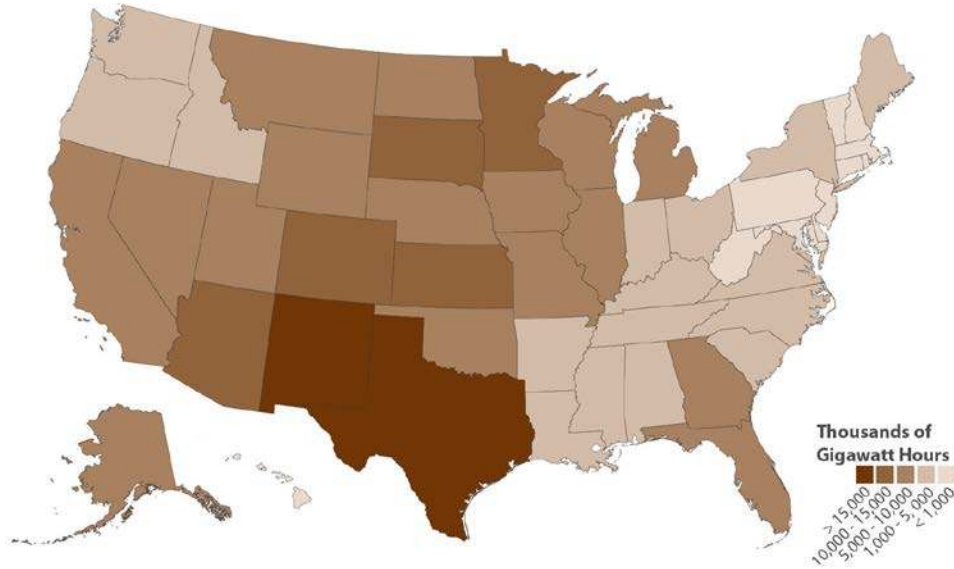 Thousands of
Gigawatt Hours
> 15,000
10,000 - 15,000
5,000 - 10,000
1,000 - 5,000
< 1,000